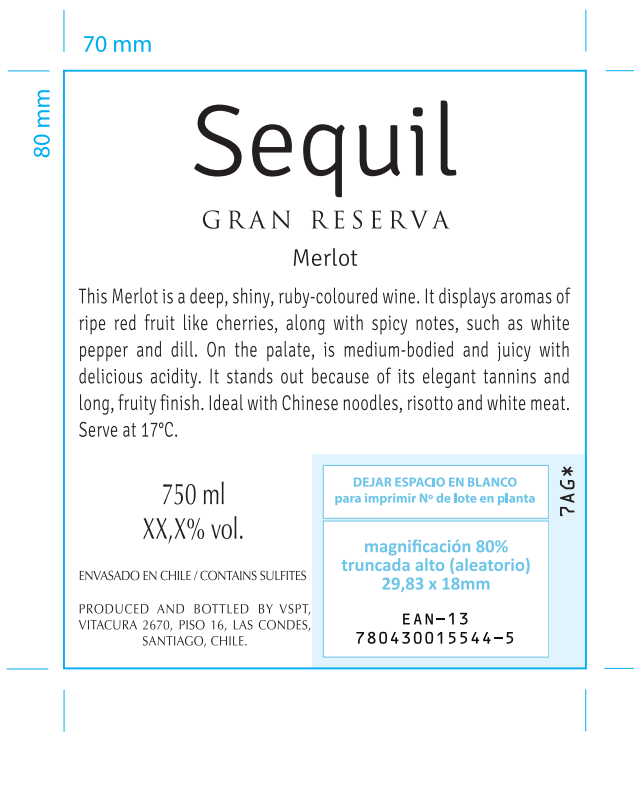 70 mm
80 mm
Sequil
GRAN RESERVA
Merlot
This Merlot is a deep, shiny, ruby-coloured wine. It displays aromas of
ripe red fruit like cherries, along with spicy notes, such as white
pepper and dill. On the palate, is medium-bodied and juicy with
delicious acidity. It stands out because of its elegant tannins and
long, fruity finish. Ideal with Chinese noodles, risotto and white meat.
Serve at 17ºC.
750 ml
XX,X% vol.
ENVASADO EN CHILE / CONTAINS SULFITES
PRODUCED AND BOTTLED BY VSPT,
VITACURA 2670, PISO 16, LAS CONDES,
SANTIAGO, CHILE.
DEJAR ESPACIO EN BLANCO
para imprimir Nº de lote en planta
magnificación 80%
truncada alto (aleatorio)
29,83 x 18mm
EAN-13
780430015544-5
7AG*